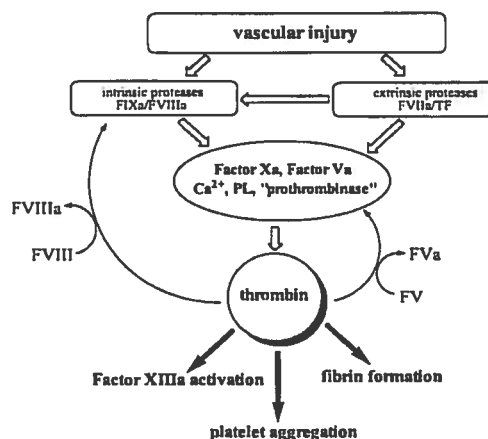 vascular injury
intrinsic proteases
FIXa/FVIIIa
extrinsic proteases
FVIIa/TF
Factor Xa, Factor Va
Ca²⁺, PL, "prothrombinase"
FVIIIa
FVIII
FVa
FV
thrombin
Factor XIIIa activation
fibrin formation
platelet aggregation